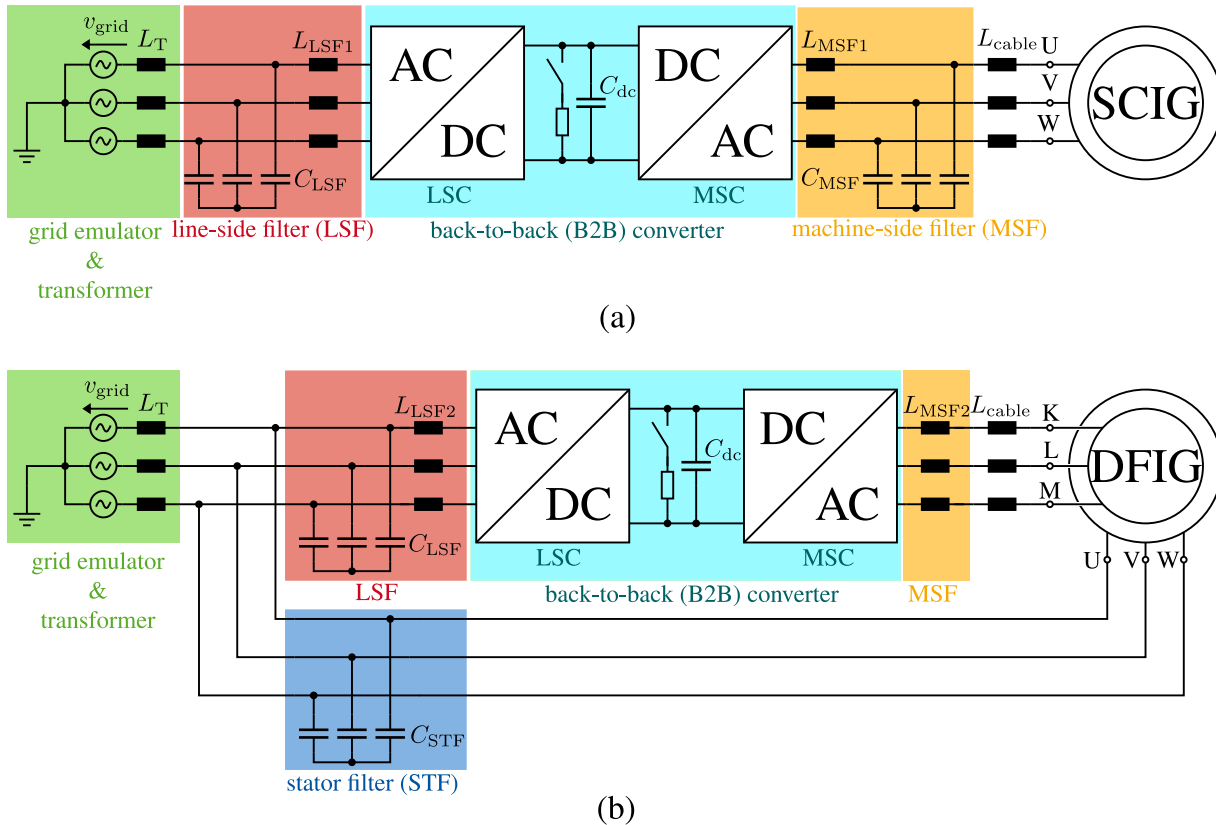 v_grid L_T L_LSF1 AC DC C_dc DC AC L_MSF1 L_cable U
V
W
SCIG
C_LSF LSC MSC C_MSF
line-side filter (LSF) back-to-back (B2B) converter machine-side filter (MSF)
grid emulator
&
transformer
(a)
v_grid L_T L_LSF2 AC DC C_dc DC AC L_MSF2 L_cable K
L
M
DFIG
C_LSF LSC MSC U V W
LSF back-to-back (B2B) converter MSF
grid emulator
&
transformer
C_STF
stator filter (STF)
(b)